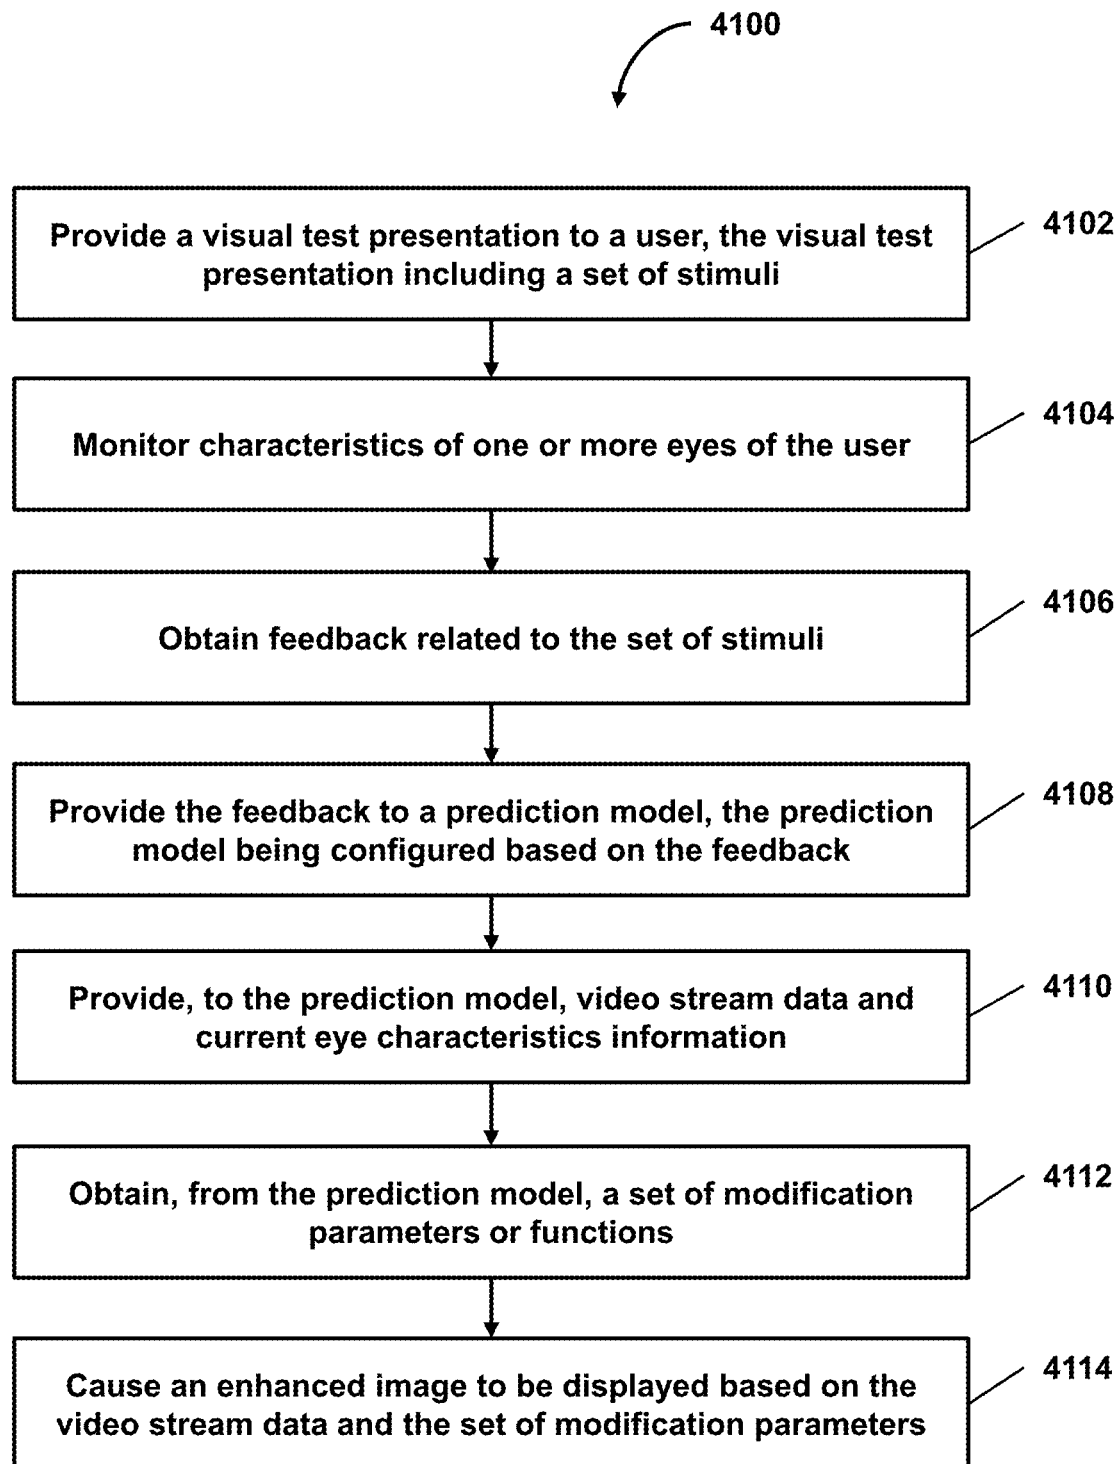 4100
Provide a visual test presentation to a user, the visual test
presentation including a set of stimuli
4102
Monitor characteristics of one or more eyes of the user
4104
Obtain feedback related to the set of stimuli
4106
Provide the feedback to a prediction model, the prediction
model being configured based on the feedback
4108
Provide, to the prediction model, video stream data and
current eye characteristics information
4110
Obtain, from the prediction model, a set of modification
parameters or functions
4112
Cause an enhanced image to be displayed based on the
video stream data and the set of modification parameters
4114